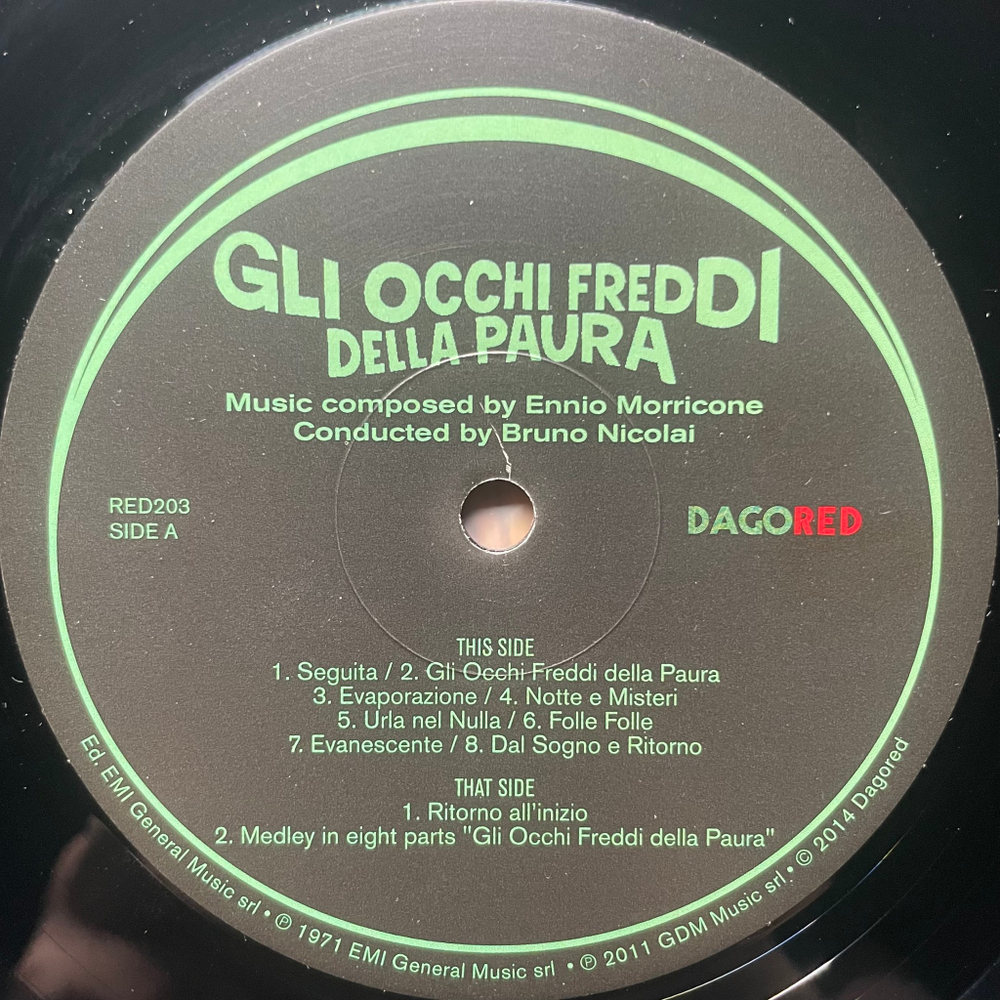 GLI OCCHI FREDDI
DELLA PAURA
Music composed by Ennio Morricone
Conducted by Bruno Nicolai
RED203
SIDE A
DAGORED
THIS SIDE
1. Seguita / 2. Gli Occhi Freddi della Paura
3. Evaporazione / 4. Notte e Misteri
5. Urla nel Nulla / 6. Folle Folle
7. Evanescente / 8. Dal Sogno e Ritorno
THAT SIDE
1. Ritorno all'inizio
2. Medley in eight parts "Gli Occhi Freddi della Paura"
Ed. EMI General Music srl • ℗ 1971 EMI General Music srl • ℗ 2011 GDM Music srl • © 2014 Dagored